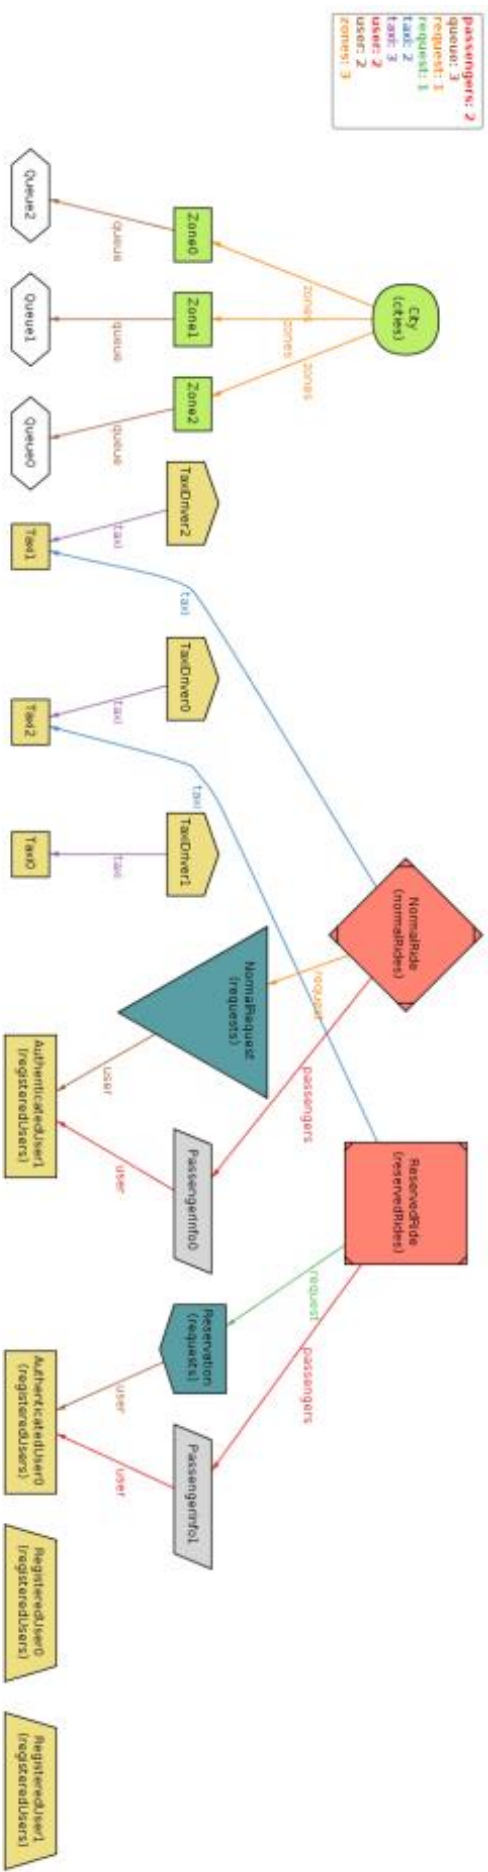 passengers: 2
queue: 3
request: 1
request: 1
taxi: 2
taxi: 3
user: 2
user: 2
zones: 3
City
(cities)
zones
zones
zones
Zone0
Zone1
Zone2
queue
queue
queue
Queue2
Queue1
Queue0
TaxiDriver2
TaxiDriver0
TaxiDriver1
taxi
taxi
taxi
taxi
taxi
Taxi1
Taxi2
Taxi0
NormalRide
(normalRides)
request
passengers
NormalRequest
(requests)
PassengerInfo0
user
user
AuthenticatedUser1
(registeredUsers)
ReservedRide
(reservedRides)
request
passengers
Reservation
(requests)
PassengerInfo1
user
user
AuthenticatedUser0
(registeredUsers)
RegisteredUser0
(registeredUsers)
RegisteredUser1
(registeredUsers)